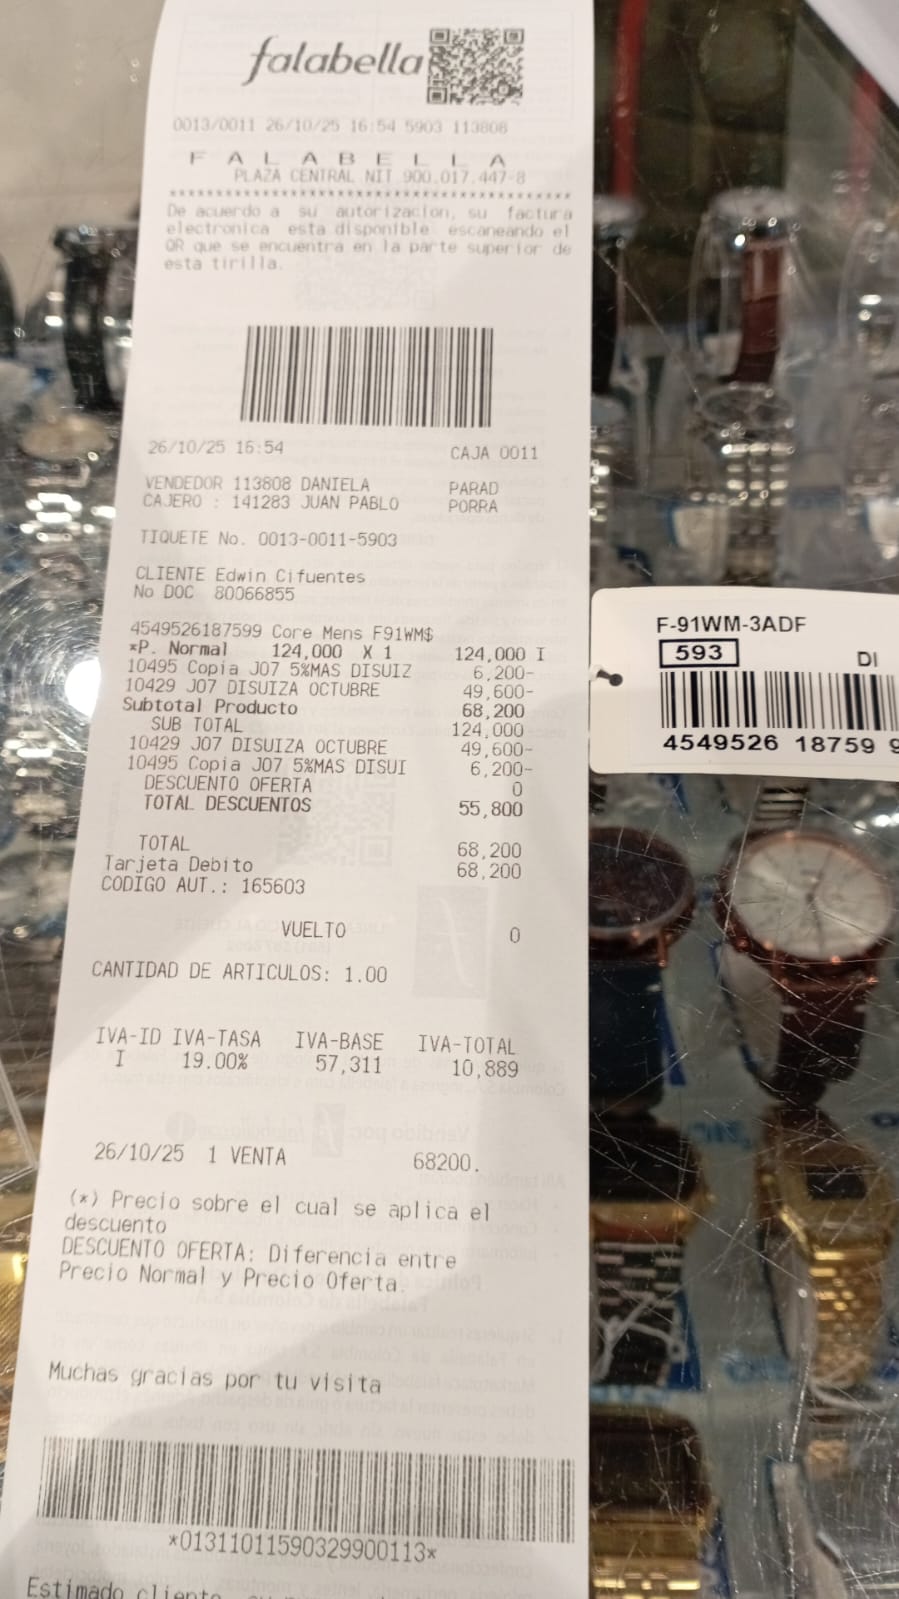 falabella
0013/0011 26/10/25 16:54 5903 113808
F A L A B E L L A
PLAZA CENTRAL NIT 900.017.447-8
De acuerdo a su autorizacion, su factura
electronica esta disponible escaneando el
QR que se encuentra en la parte superior de
esta tirilla.
26/10/25 16:54 CAJA 0011
VENDEDOR 113808 DANIELA PARAD
CAJERO : 141283 JUAN PABLO PORRA
TIQUETE No. 0013-0011-5903
CLIENTE Edwin Cifuentes
No DOC 80066855
4549526187599 Core Mens F91WM$
*P. Normal 124,000 X 1 124,000 I
10495 Copia J07 5%MAS DISUIZ 6,200-
10429 J07 DISUIZA OCTUBRE 49,600-
Subtotal Producto 68,200
SUB TOTAL 124,000
10429 J07 DISUIZA OCTUBRE 49,600-
10495 Copia J07 5%MAS DISUI 6,200-
DESCUENTO OFERTA 0
TOTAL DESCUENTOS 55,800
TOTAL 68,200
Tarjeta Debito 68,200
CODIGO AUT.: 165603
VUELTO 0
CANTIDAD DE ARTICULOS: 1.00
IVA-ID IVA-TASA IVA-BASE IVA-TOTAL
I 19.00% 57,311 10,889
26/10/25 1 VENTA 68200.
(*) Precio sobre el cual se aplica el
descuento
DESCUENTO OFERTA: Diferencia entre
Precio Normal y Precio Oferta.
Muchas gracias por tu visita
*01311011590329900113*
Estimado cliente
F-91WM-3ADF
593 DI
4549526 18759 9